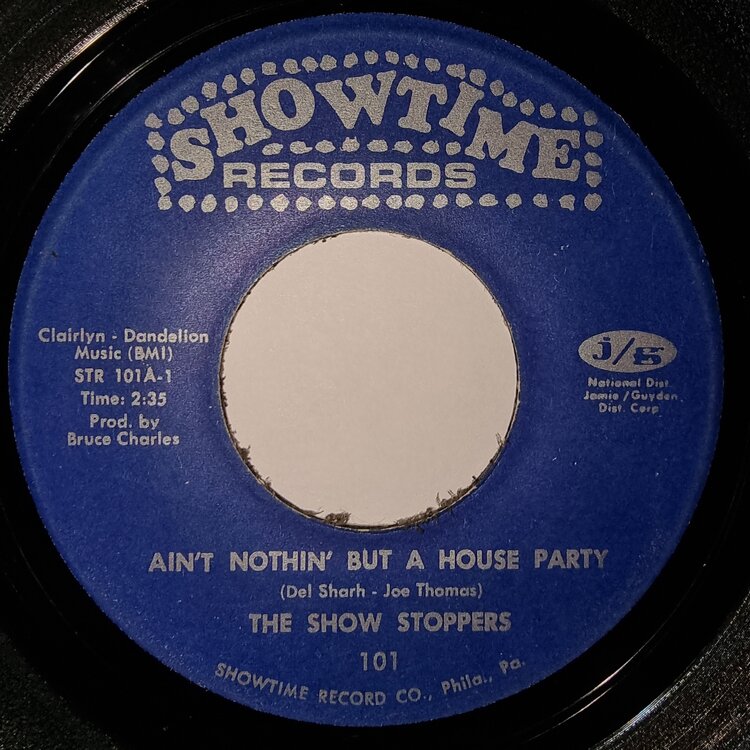 SHOWTIME
RECORDS
Clairlyn - Dandelion
Music (BMI)
STR 101A-1
Time: 2:35
Prod. by
Bruce Charles
j/g
National Dist.
Jamie/Guyden
Dist. Corp.
AIN'T NOTHIN' BUT A HOUSE PARTY
(Del Sharh - Joe Thomas)
THE SHOW STOPPERS
101
SHOWTIME RECORD CO., Phila., Pa.